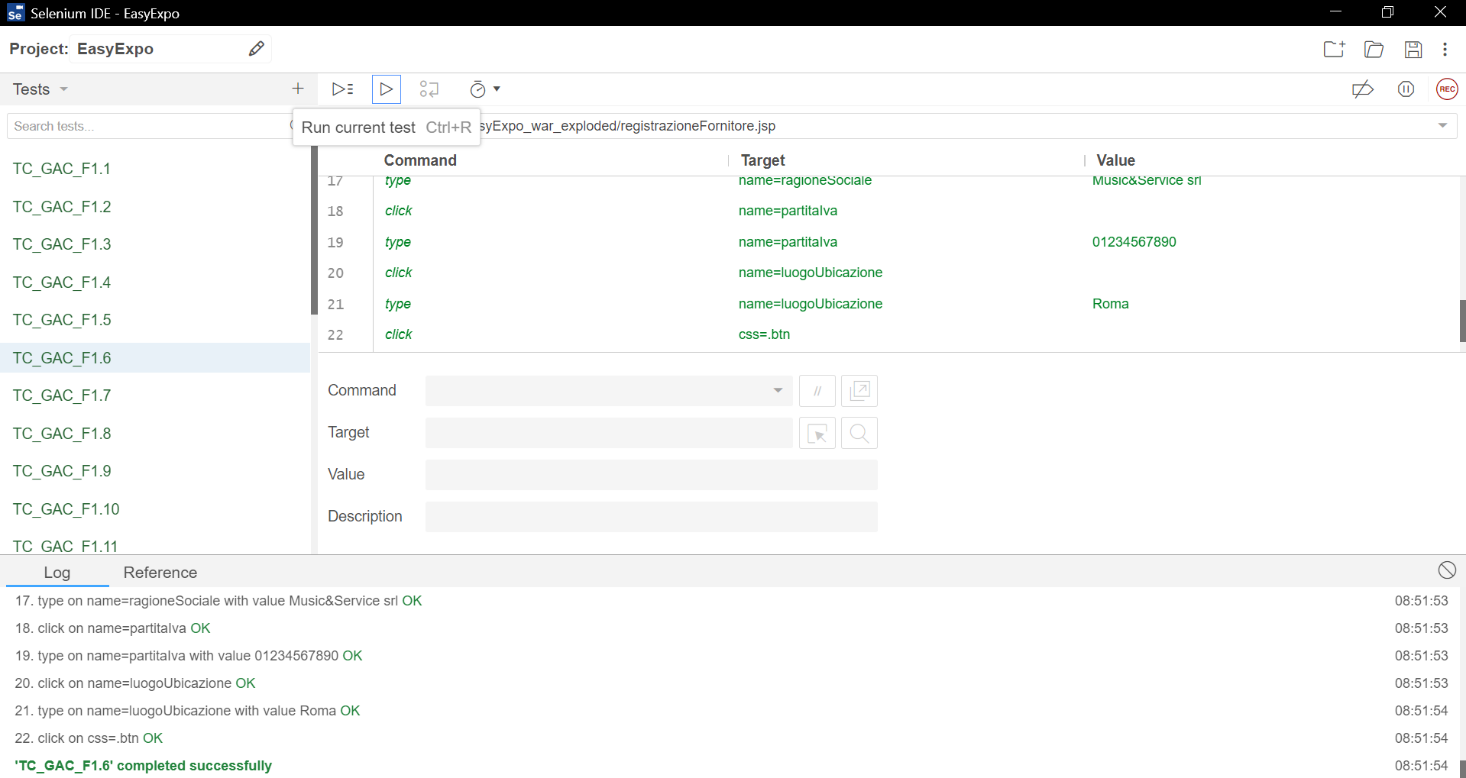 Selenium IDE - EasyExpo
Project: EasyExpo
Tests
Search tests...
Run current test Ctrl+R
syExpo_war_exploded/registrazioneFornitore.jsp
REC
Command Target Value
17 type name=ragioneSociale Music&Service srl
18 click name=partitaIva
19 type name=partitaIva 01234567890
20 click name=luogoUbicazione
21 type name=luogoUbicazione Roma
22 click css=.btn
TC_GAC_F1.1
TC_GAC_F1.2
TC_GAC_F1.3
TC_GAC_F1.4
TC_GAC_F1.5
TC_GAC_F1.6
TC_GAC_F1.7
TC_GAC_F1.8
TC_GAC_F1.9
TC_GAC_F1.10
TC_GAC_F1.11
Command
//
Target
Value
Description
Log Reference
17. type on name=ragioneSociale with value Music&Service srl OK 08:51:53
18. click on name=partitaIva OK 08:51:53
19. type on name=partitaIva with value 01234567890 OK 08:51:53
20. click on name=luogoUbicazione OK 08:51:53
21. type on name=luogoUbicazione with value Roma OK 08:51:54
22. click on css=.btn OK 08:51:54
'TC_GAC_F1.6' completed successfully 08:51:54